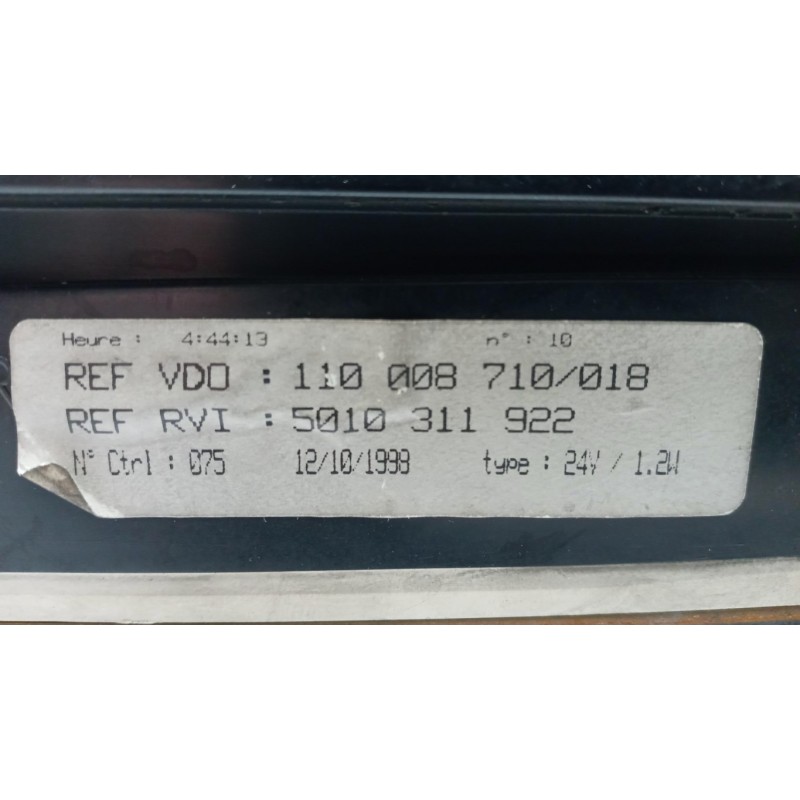 Heure : 4:44:13 n° : 10
REF VDO : 110 008 710/018
REF RVI : 5010 311 922
N° Ctrl : 075 12/10/1998 type : 24V / 1.2W